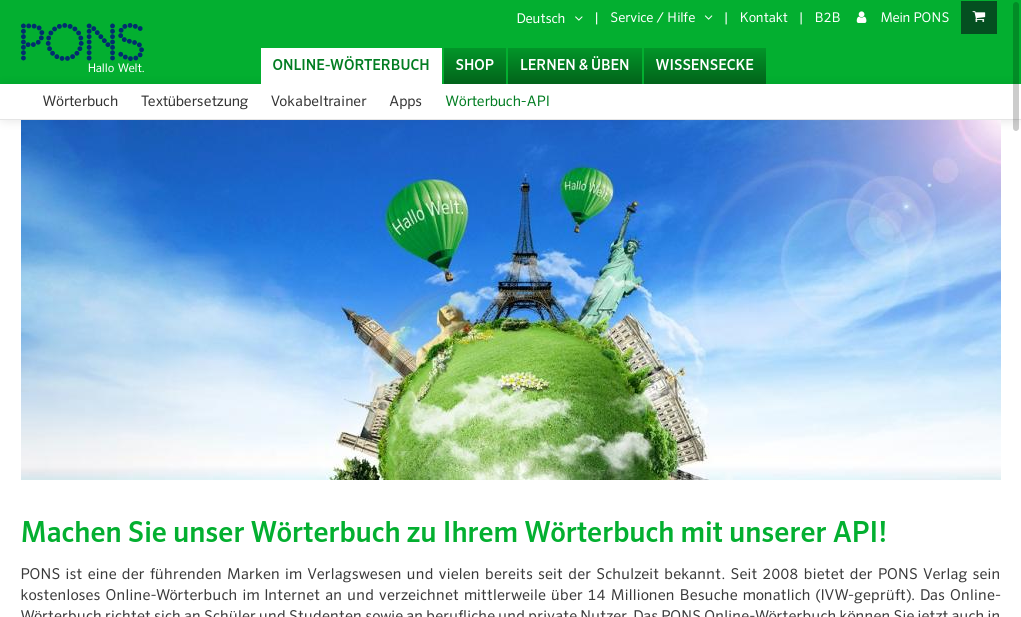 Deutsch | Service / Hilfe | Kontakt | B2B Mein PONS
PONS
Hallo Welt.
ONLINE-WÖRTERBUCH SHOP LERNEN & ÜBEN WISSENSECKE
Wörterbuch Textübersetzung Vokabeltrainer Apps Wörterbuch-API
Hallo Welt.
Hallo Welt.
Machen Sie unser Wörterbuch zu Ihrem Wörterbuch mit unserer API!
PONS ist eine der führenden Marken im Verlagswesen und vielen bereits seit der Schulzeit bekannt. Seit 2008 bietet der PONS Verlag sein
kostenloses Online-Wörterbuch im Internet an und verzeichnet mittlerweile über 14 Millionen Besuche monatlich (IVW-geprüft). Das Online-
Wörterbuch richtet sich an Schüler und Studenten sowie an berufliche und private Nutzer. Das PONS Online-Wörterbuch können Sie jetzt auch in